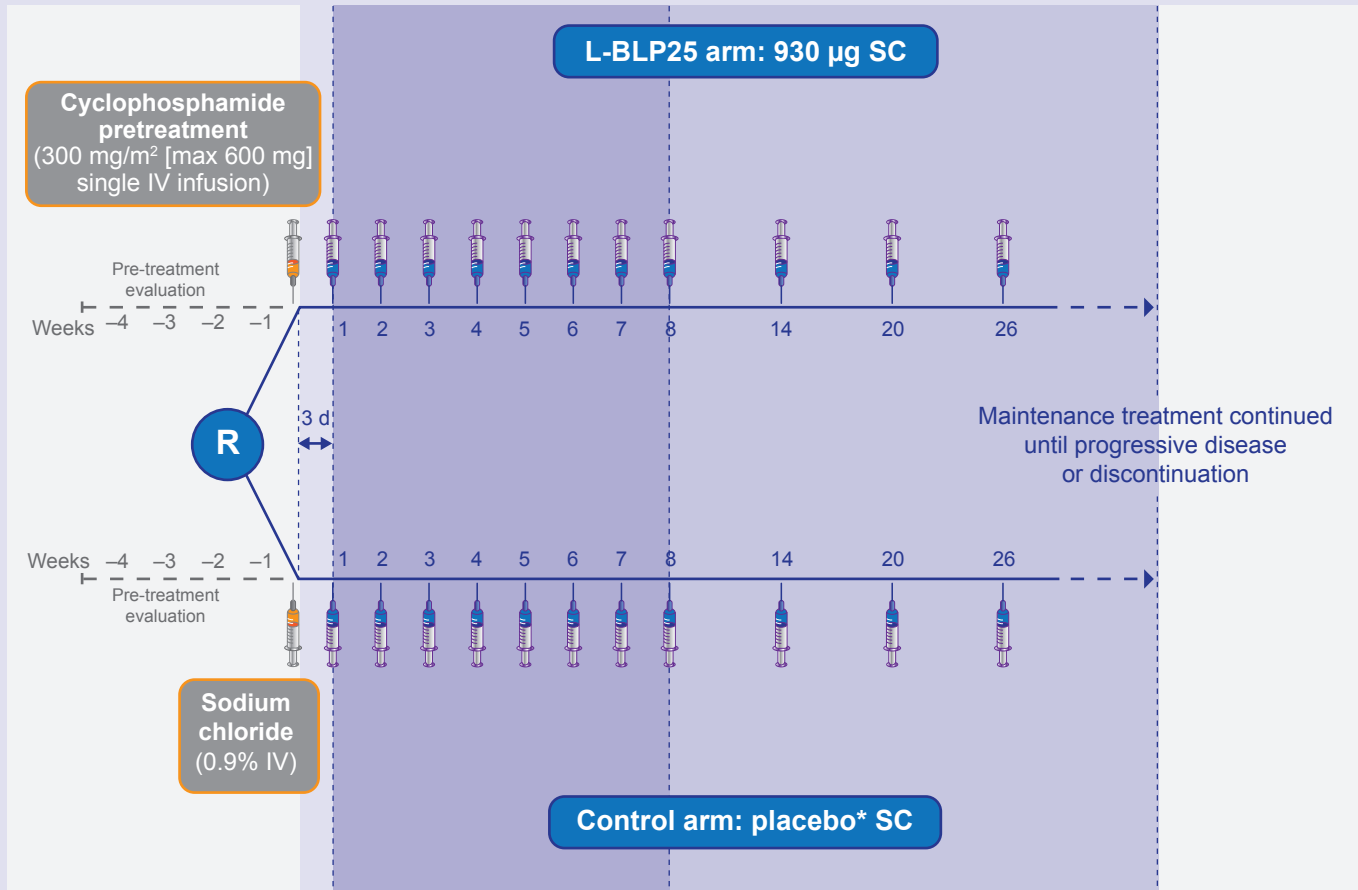 L-BLP25 arm: 930 µg SC
Cyclophosphamide
pretreatment
(300 mg/m² [max 600 mg]
single IV infusion)
Pre-treatment
evaluation
Weeks –4 –3 –2 –1 1 2 3 4 5 6 7 8 14 20 26
3 d
R
Maintenance treatment continued
until progressive disease
or discontinuation
Weeks –4 –3 –2 –1 1 2 3 4 5 6 7 8 14 20 26
Pre-treatment
evaluation
Sodium
chloride
(0.9% IV)
Control arm: placebo* SC